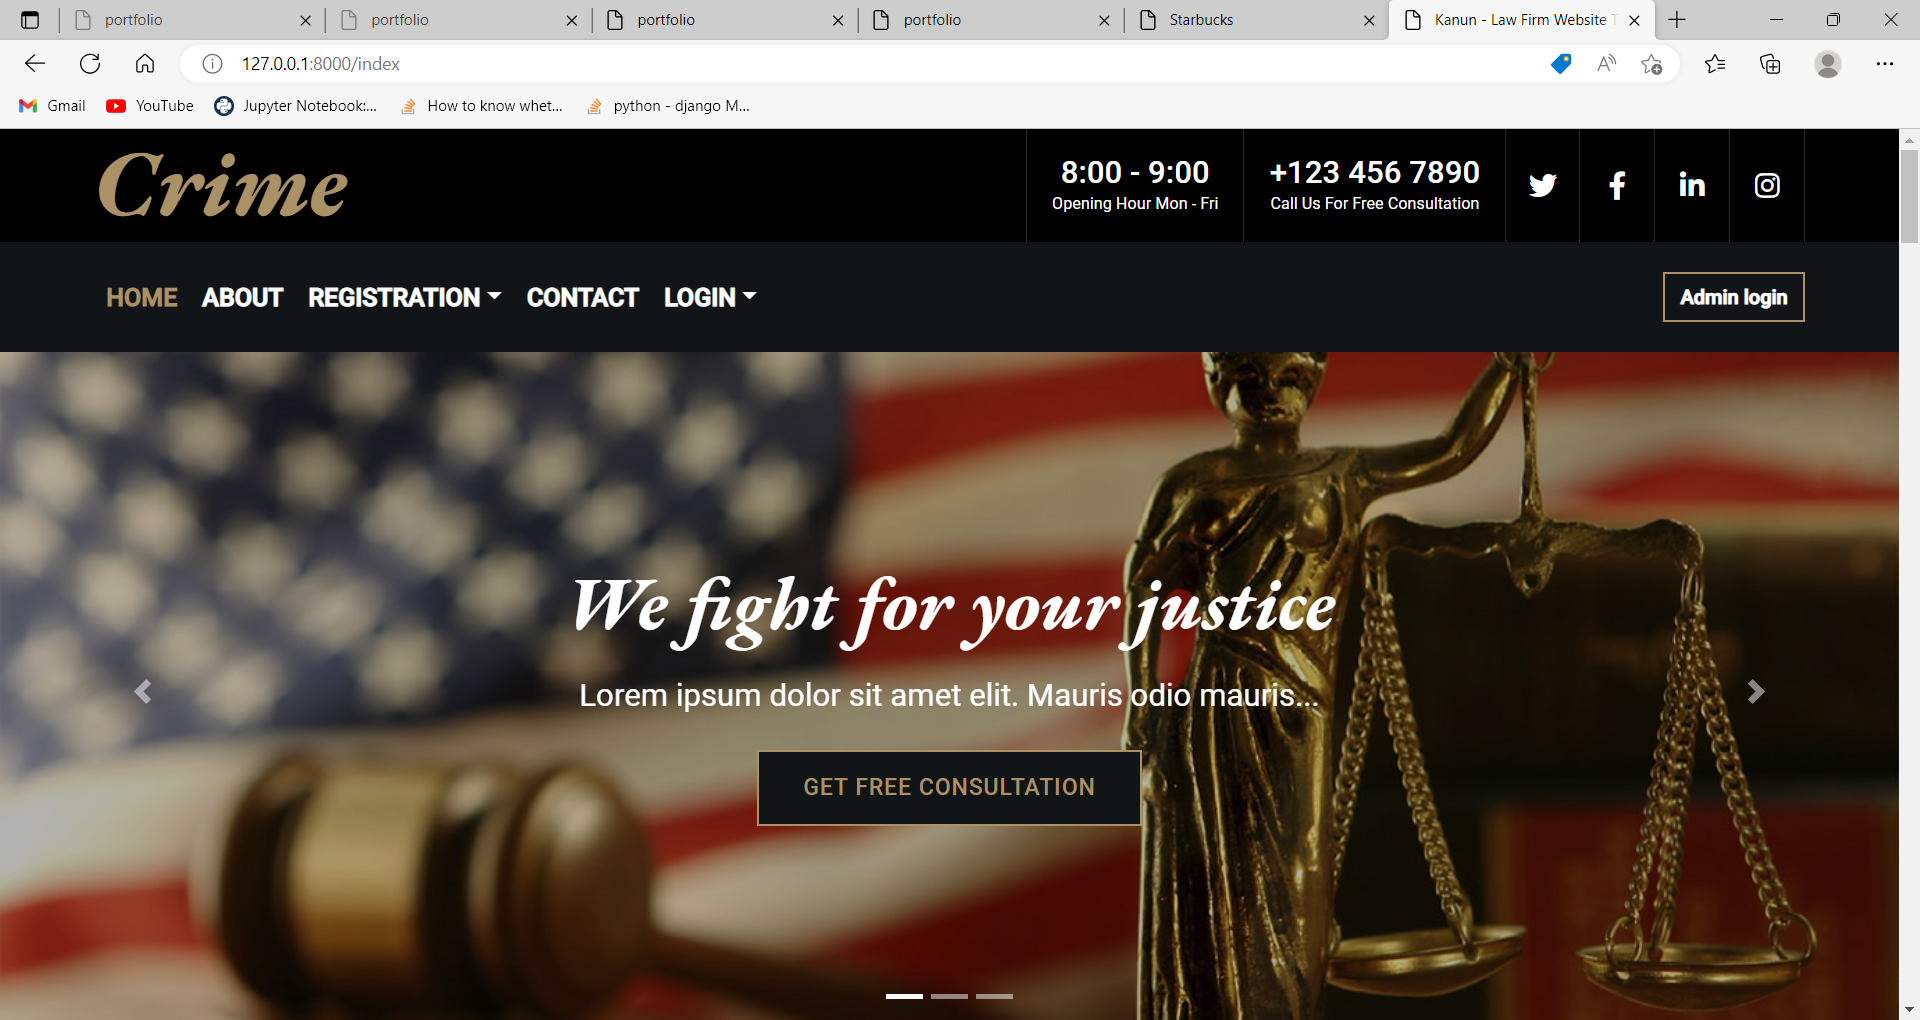 portfolio
portfolio
portfolio
portfolio
Starbucks
Kanun - Law Firm Website
127.0.0.1:8000/index
Gmail
YouTube
Jupyter Notebook:...
How to know whet...
python - django M...
Crime
8:00 - 9:00
Opening Hour Mon - Fri
+123 456 7890
Call Us For Free Consultation
HOME
ABOUT
REGISTRATION
CONTACT
LOGIN
Admin login
We fight for your justice
Lorem ipsum dolor sit amet elit. Mauris odio mauris...
GET FREE CONSULTATION